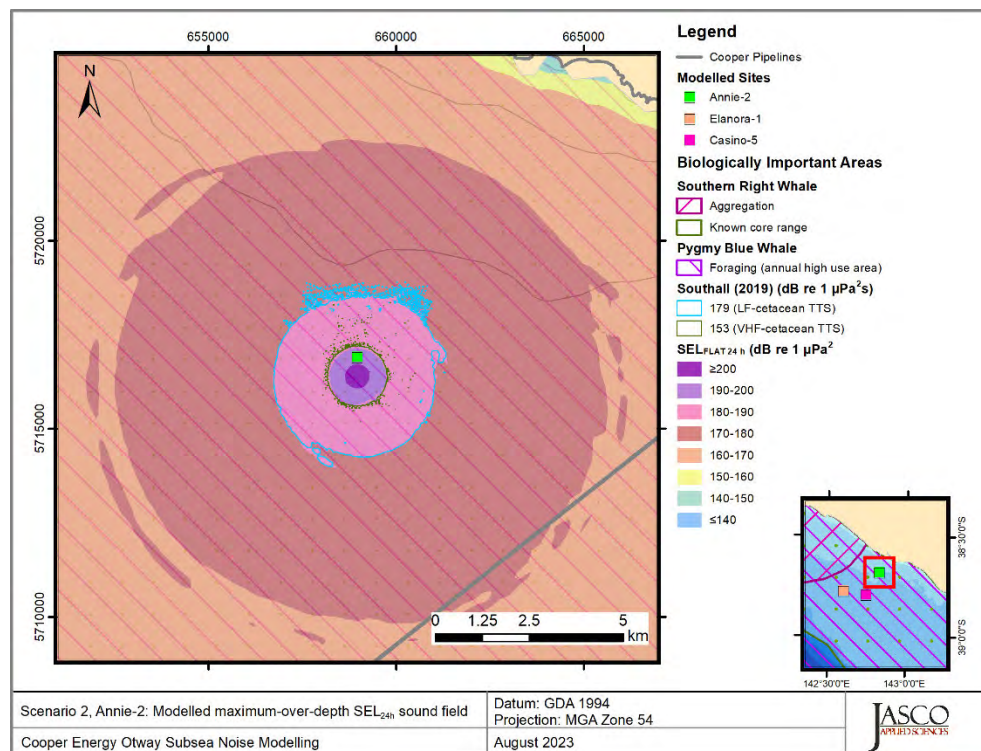 655000
660000
665000
N
5720000
5715000
5710000
0 1.25 2.5 5
km
Legend
Cooper Pipelines
Modelled Sites
Annie-2
Elanora-1
Casino-5
Biologically Important Areas
Southern Right Whale
Aggregation
Known core range
Pygmy Blue Whale
Foraging (annual high use area)
Southall (2019) (dB re 1 µPa²s)
179 (LF-cetacean TTS)
153 (VHF-cetacean TTS)
SELFLAT 24 h (dB re 1 µPa²
≥200
190-200
180-190
170-180
160-170
150-160
140-150
≤140
38°30'0"S
39°0'0"S
142°30'0"E 143°0'0"E
Scenario 2, Annie-2: Modelled maximum-over-depth SEL24h sound field
Cooper Energy Otway Subsea Noise Modelling
Datum: GDA 1994
Projection: MGA Zone 54
August 2023
JASCO
APPLIED SCIENCES